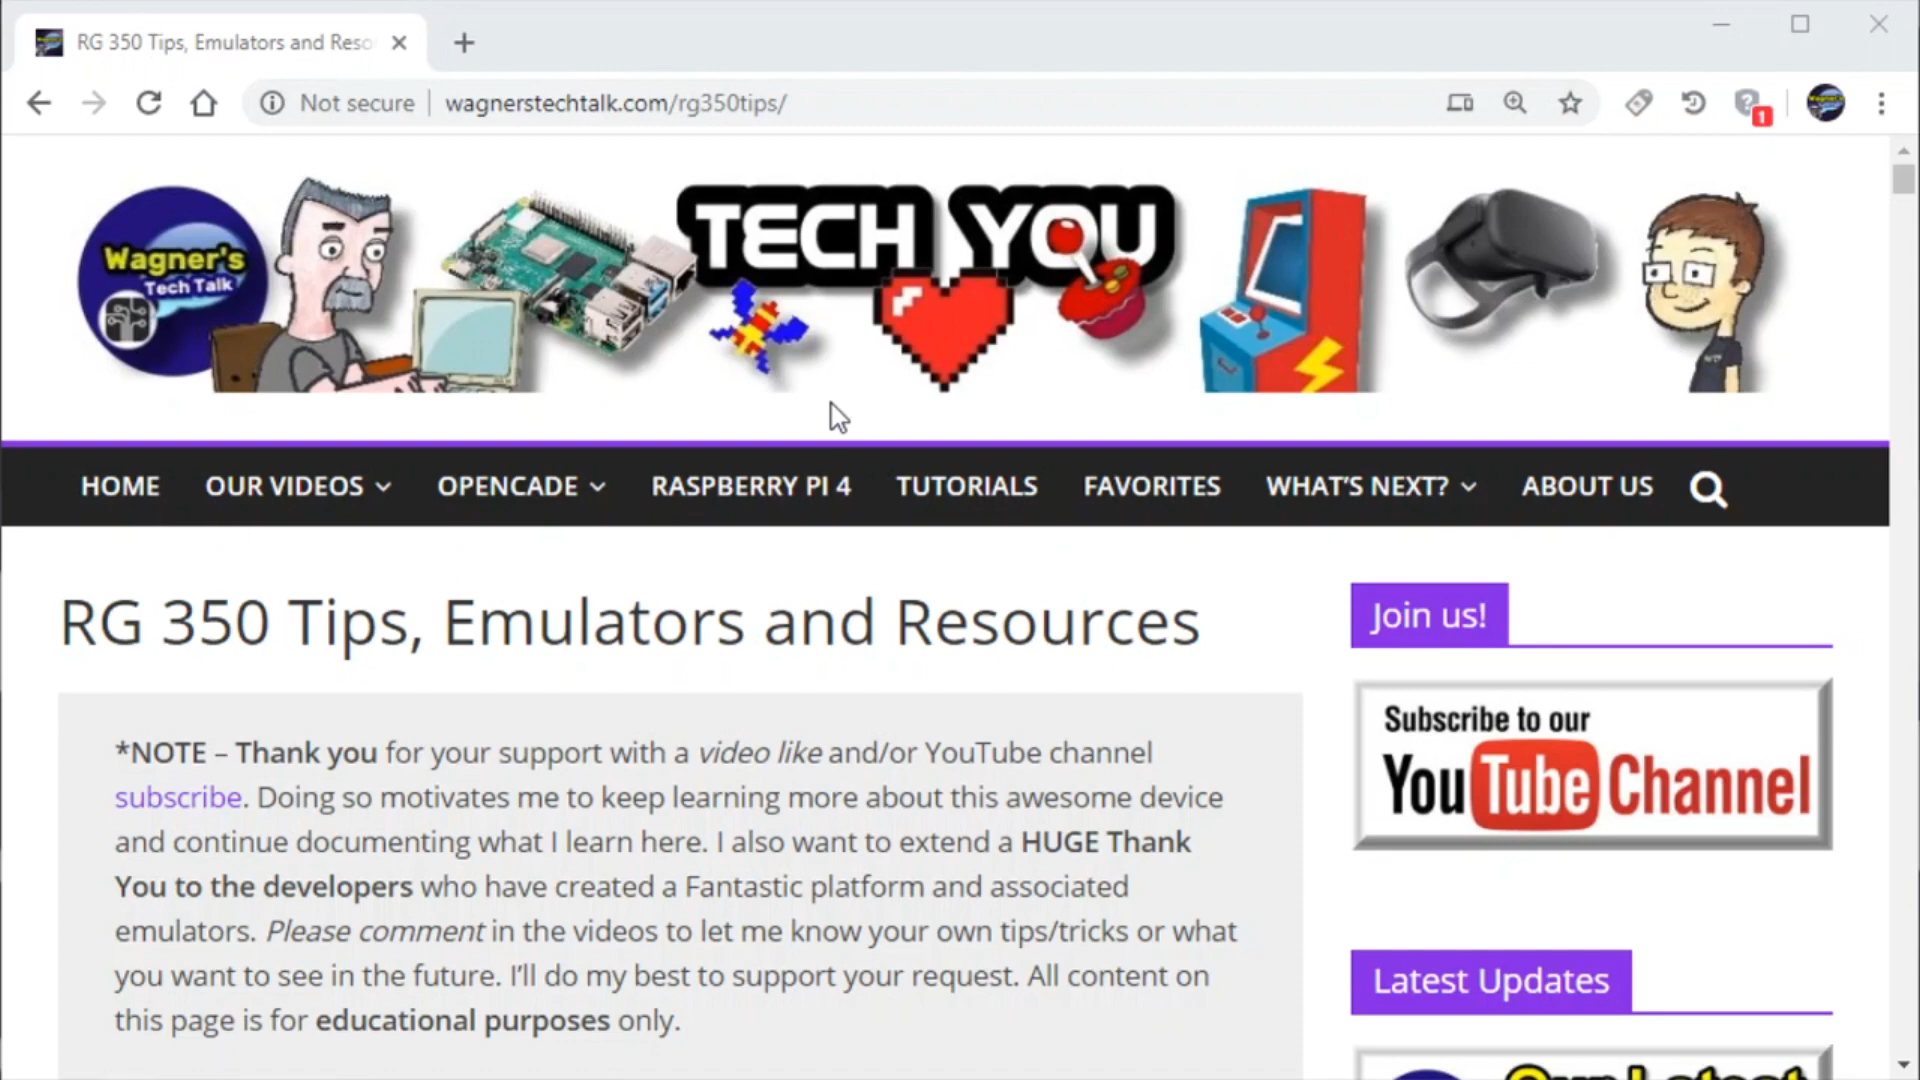 RG 350 Tips, Emulators and Reso
Not secure
wagnerstechtalk.com/rg350tips/
1
Wagner's
Tech Talk
TECH YOU
HOME
OUR VIDEOS
OPENCADE
RASPBERRY PI 4
TUTORIALS
FAVORITES
WHAT'S NEXT?
ABOUT US
RG 350 Tips, Emulators and Resources
*NOTE – Thank you for your support with a video like and/or YouTube channel
subscribe. Doing so motivates me to keep learning more about this awesome device
and continue documenting what I learn here. I also want to extend a HUGE Thank
You to the developers who have created a Fantastic platform and associated
emulators. Please comment in the videos to let me know your own tips/tricks or what
you want to see in the future. I'll do my best to support your request. All content on
this page is for educational purposes only.
Join us!
Subscribe to our
YouTube Channel
Latest Updates
Our Latest